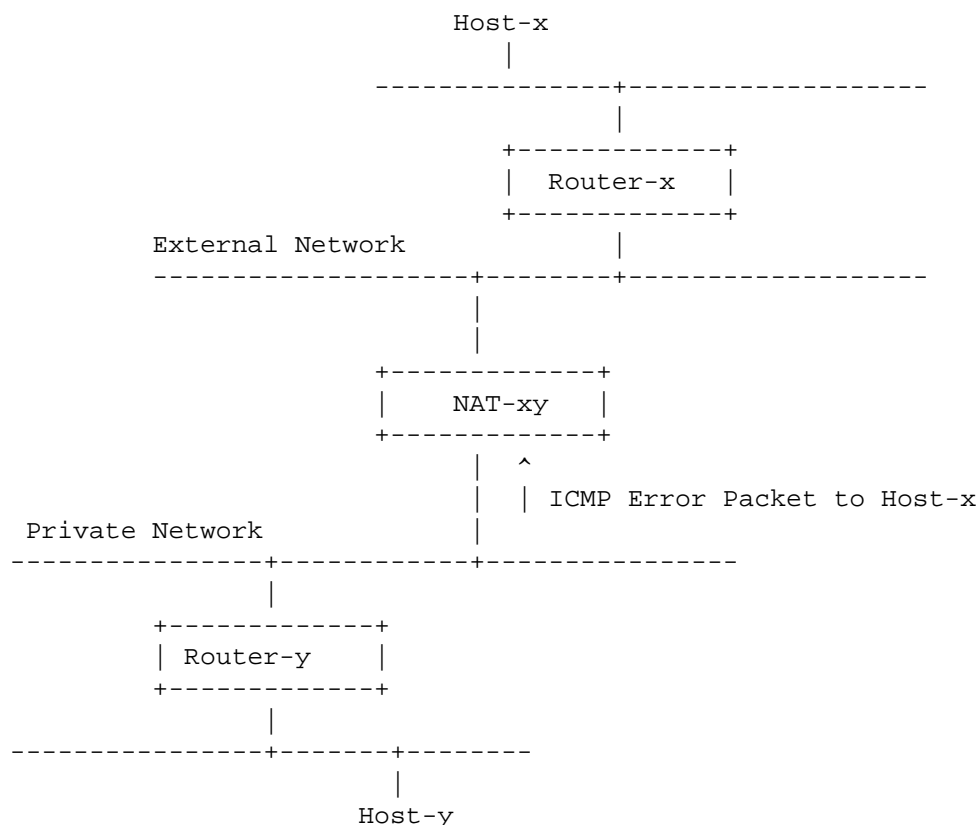 Host-x
|
---------------+-------------------
|
+-------------+
| Router-x |
+-------------+
External Network |
--------------------+--------+-------------------
|
|
+-------------+
| NAT-xy |
+-------------+
| ^
| | ICMP Error Packet to Host-x
Private Network |
----------------+------------+----------------
|
+-------------+
| Router-y |
+-------------+
|
----------------+-------+--------
|
Host-y